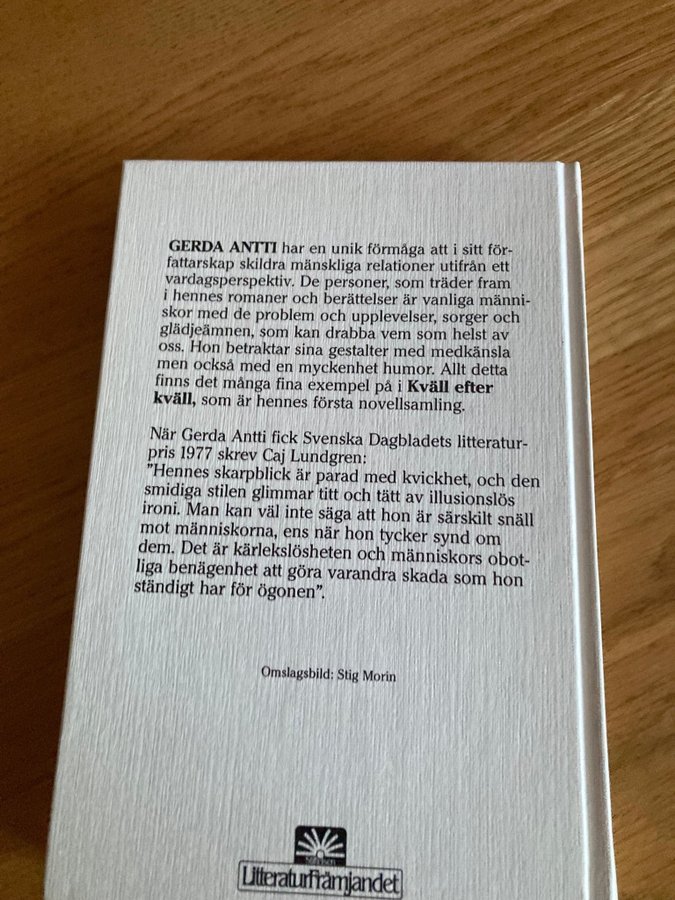 GERDA ANTTI har en unik förmåga att i sitt för-
fattarskap skildra mänskliga relationer utifrån ett
vardagsperspektiv. De personer, som träder fram
i hennes romaner och berättelser är vanliga männi-
skor med de problem och upplevelser, sorger och
glädjeämnen, som kan drabba vem som helst av
oss. Hon betraktar sina gestalter med medkänsla
men också med en myckenhet humor. Allt detta
finns det många fina exempel på i Kväll efter
kväll, som är hennes första novellsamling.
När Gerda Antti fick Svenska Dagbladets litteratur-
pris 1977 skrev Caj Lundgren:
”Hennes skarpblick är parad med kvickhet, och den
smidiga stilen glimmar titt och tätt av illusionslös
ironi. Man kan väl inte säga att hon är särskilt snäll
mot människorna, ens när hon tycker synd om
dem. Det är kärlekslösheten och människors obot-
liga benägenhet att göra varandra skada som hon
ständigt har för ögonen”.
Omslagsbild: Stig Morin
LitteraturFrämjandet